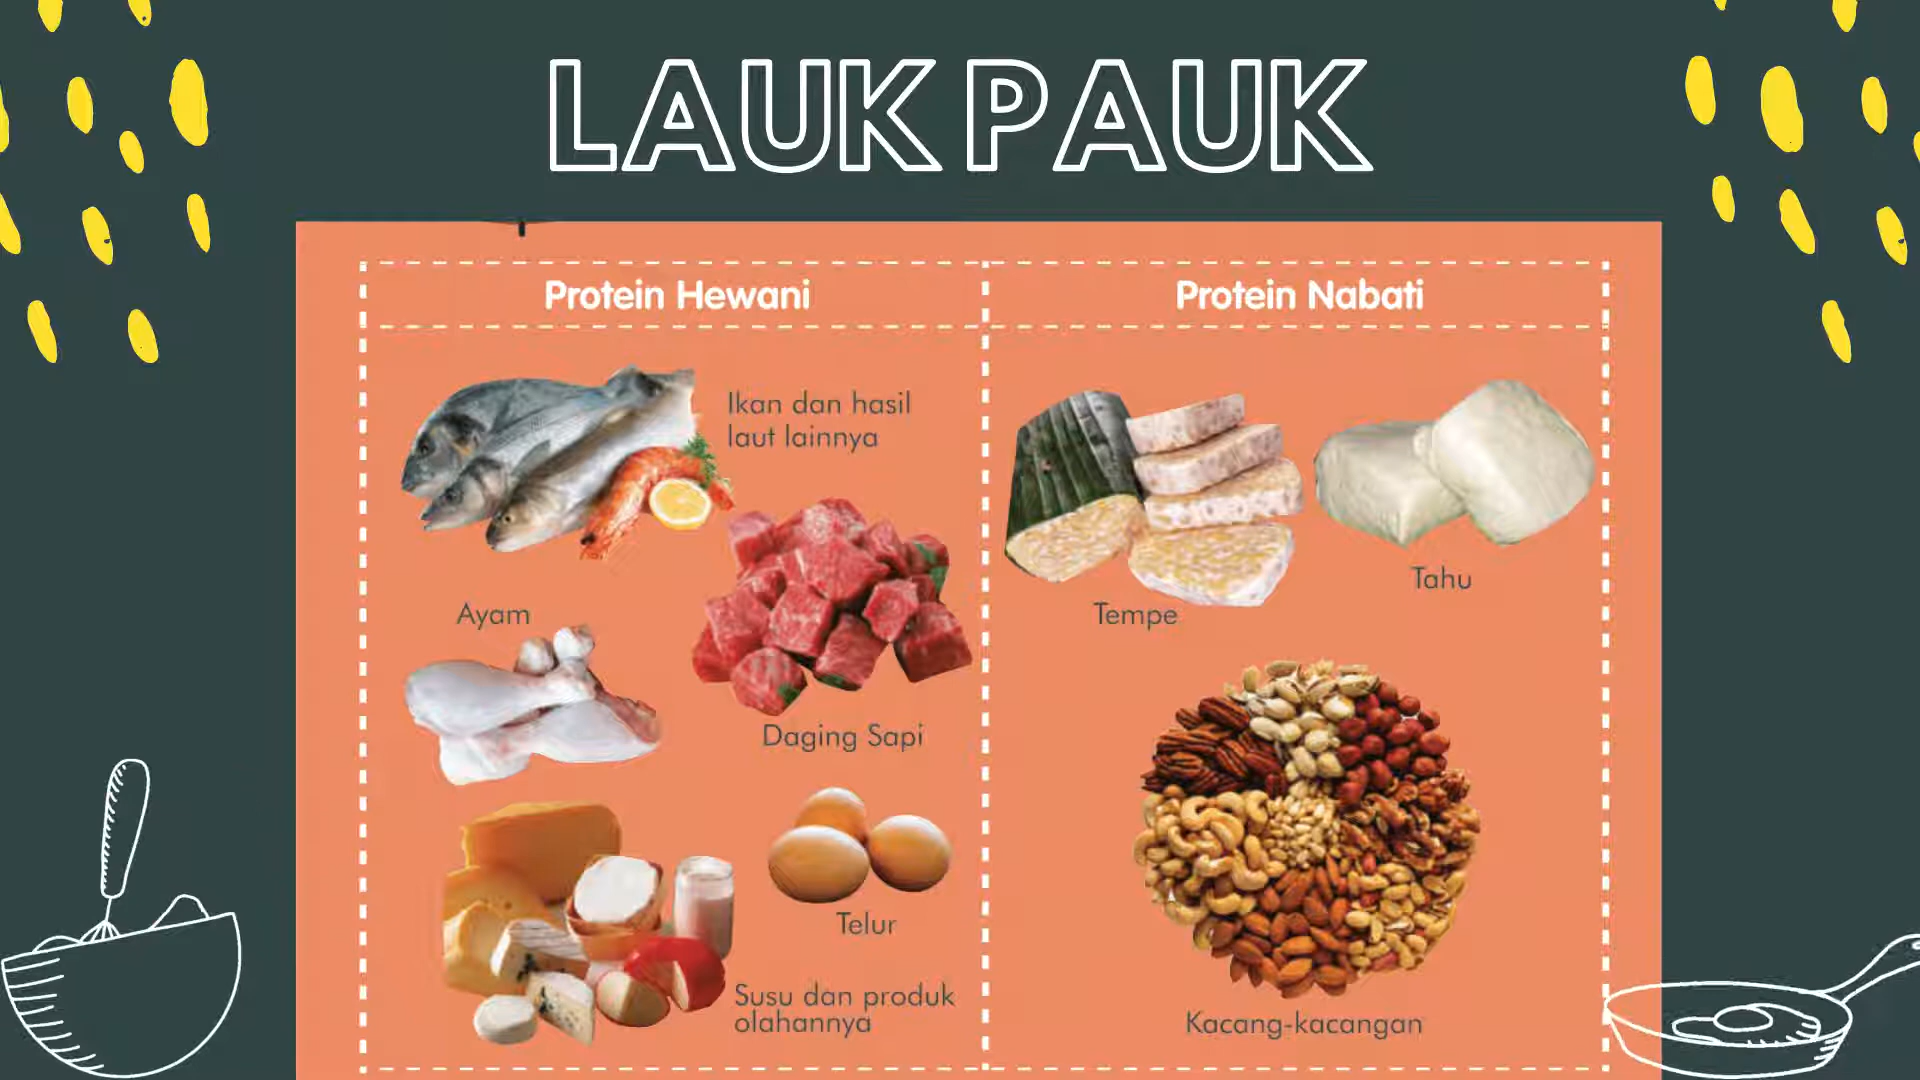 LAUK PAUK
Protein Hewani
Ikan dan hasil
laut lainnya
Ayam
Daging Sapi
Telur
Susu dan produk
olahannya
Protein Nabati
Tempe
Tahu
Kacang-kacangan